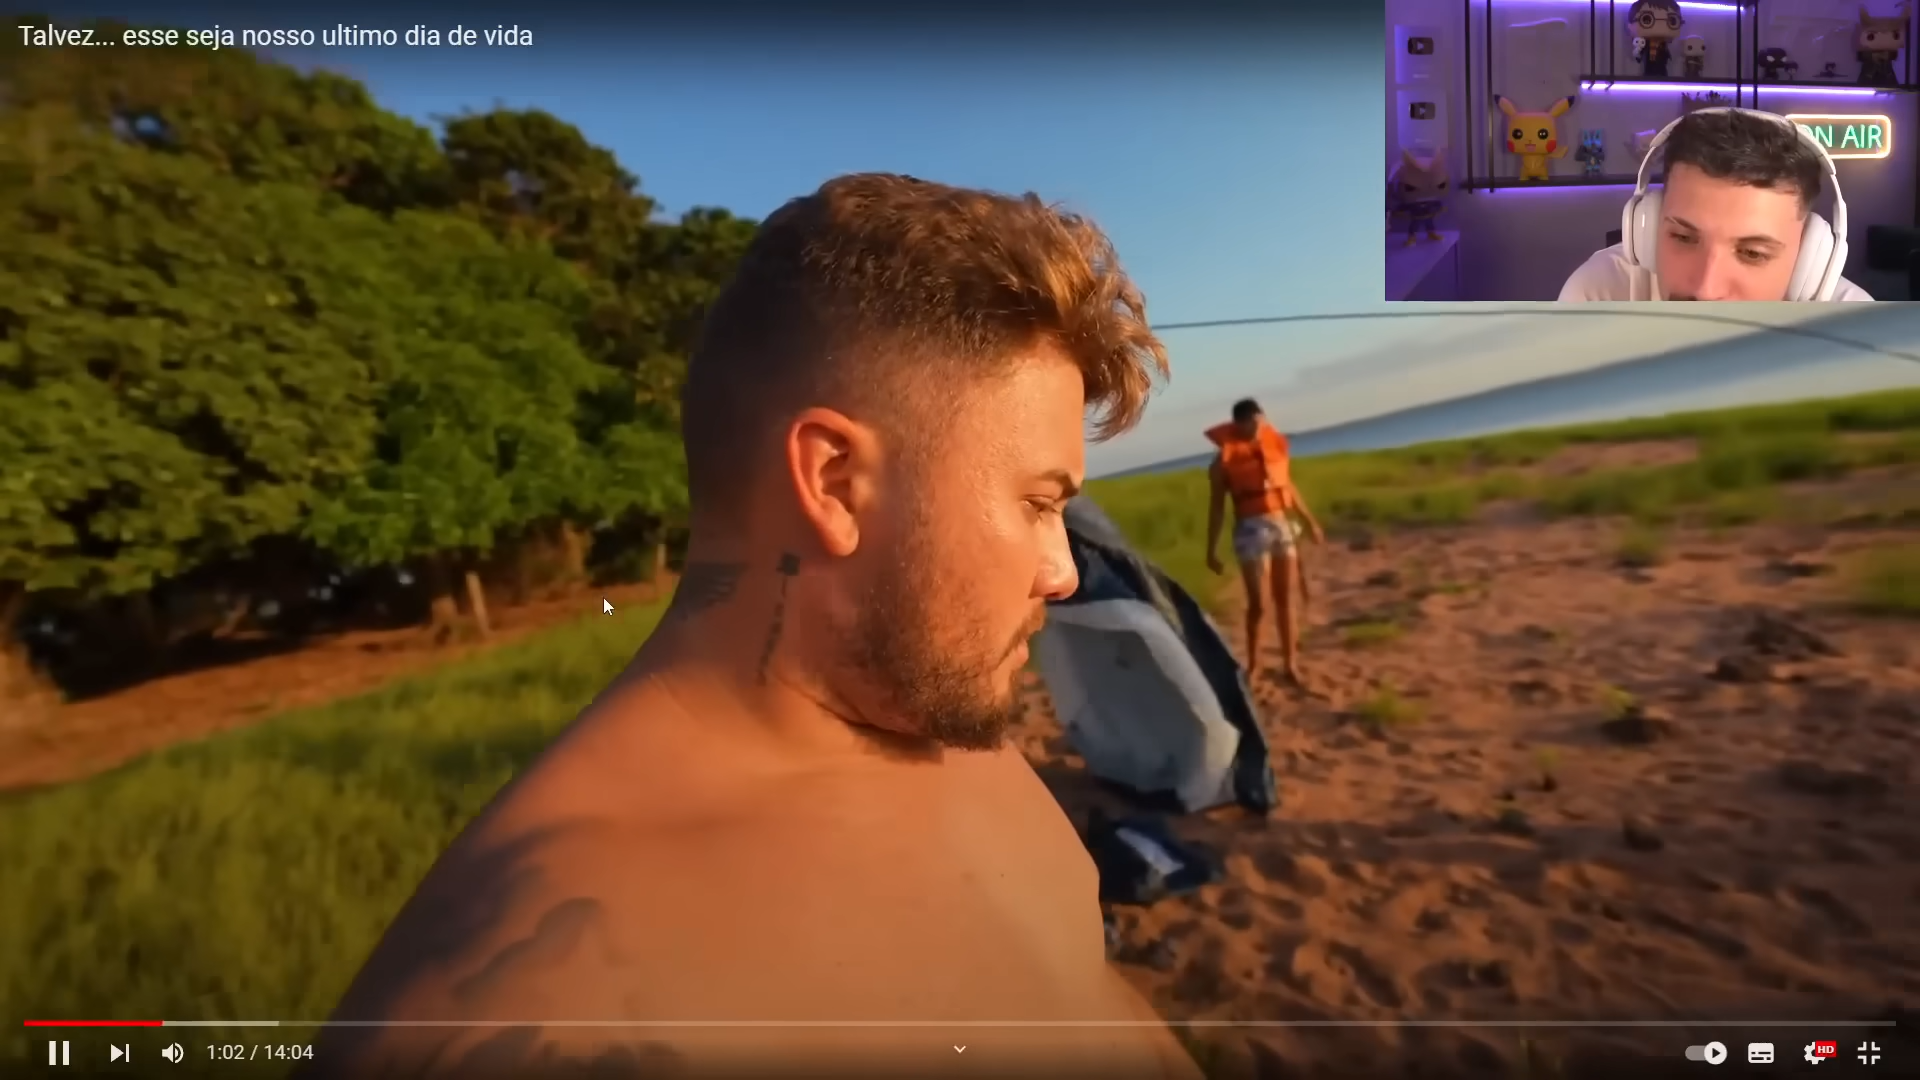 Talvez... esse seja nosso ultimo dia de vida
ON AIR
1:02 / 14:04
HD